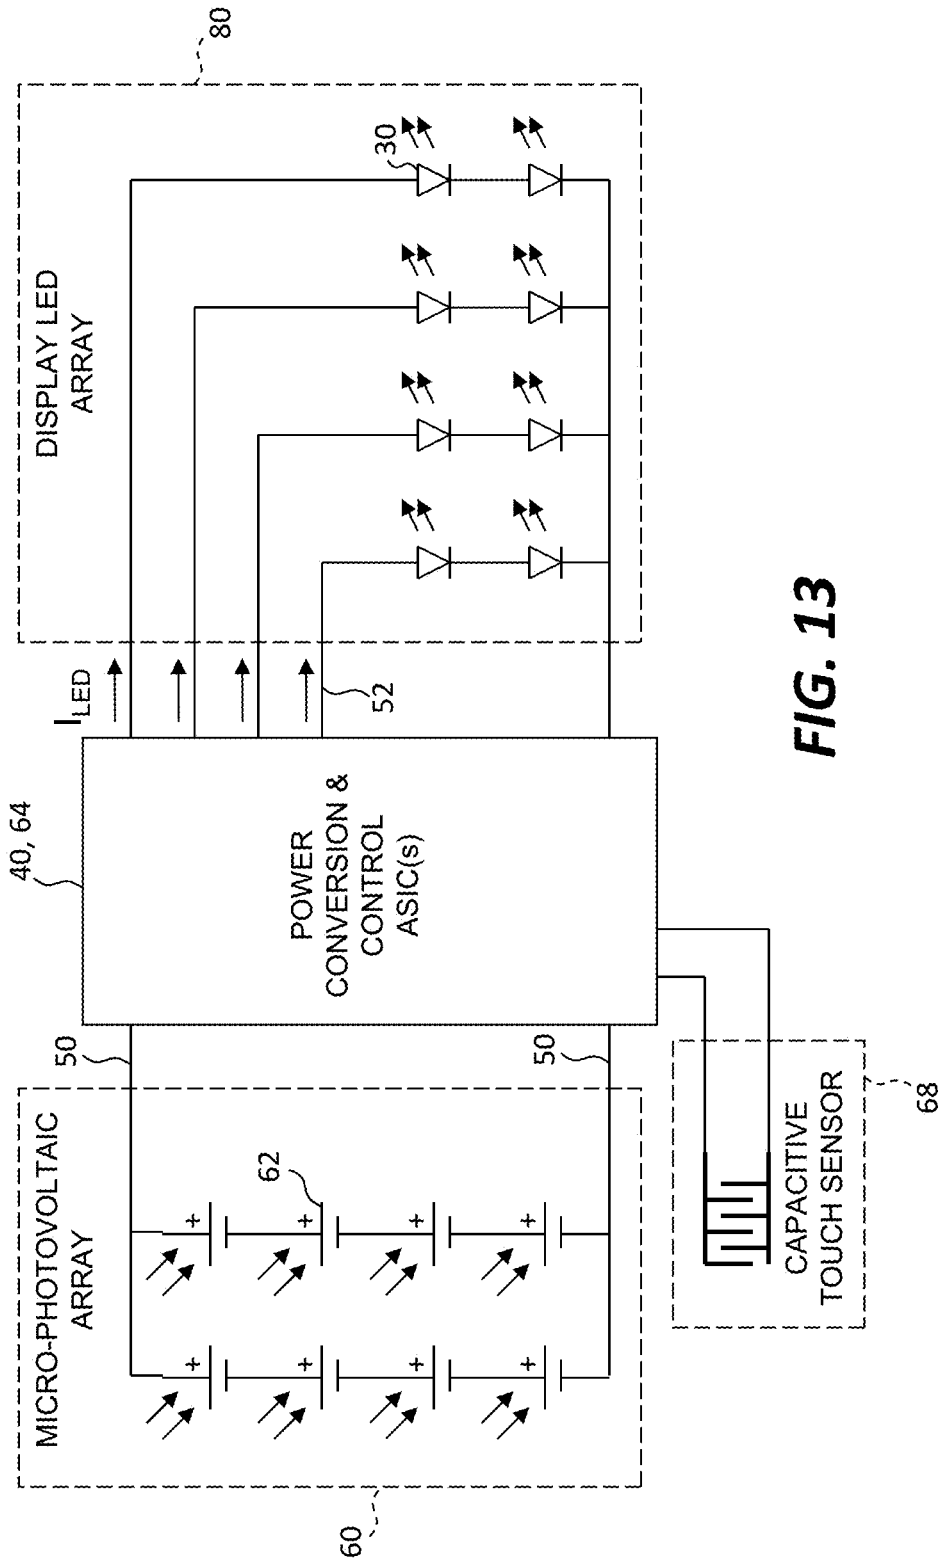 60
MICRO-PHOTOVOLTAIC
ARRAY
+
+
+
+
+
+
+
+
62
50
50
40, 64
POWER
CONVERSION &
CONTROL
ASIC(s)
I LED
52
DISPLAY LED
ARRAY
30
80
CAPACITIVE
TOUCH SENSOR
68
FIG. 13